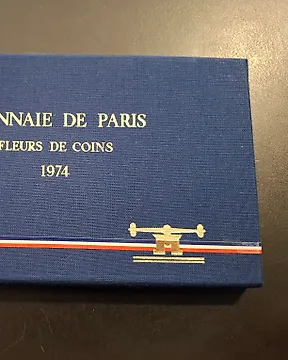 NNAIE DE PARIS
FLEURS DE COINS
1974